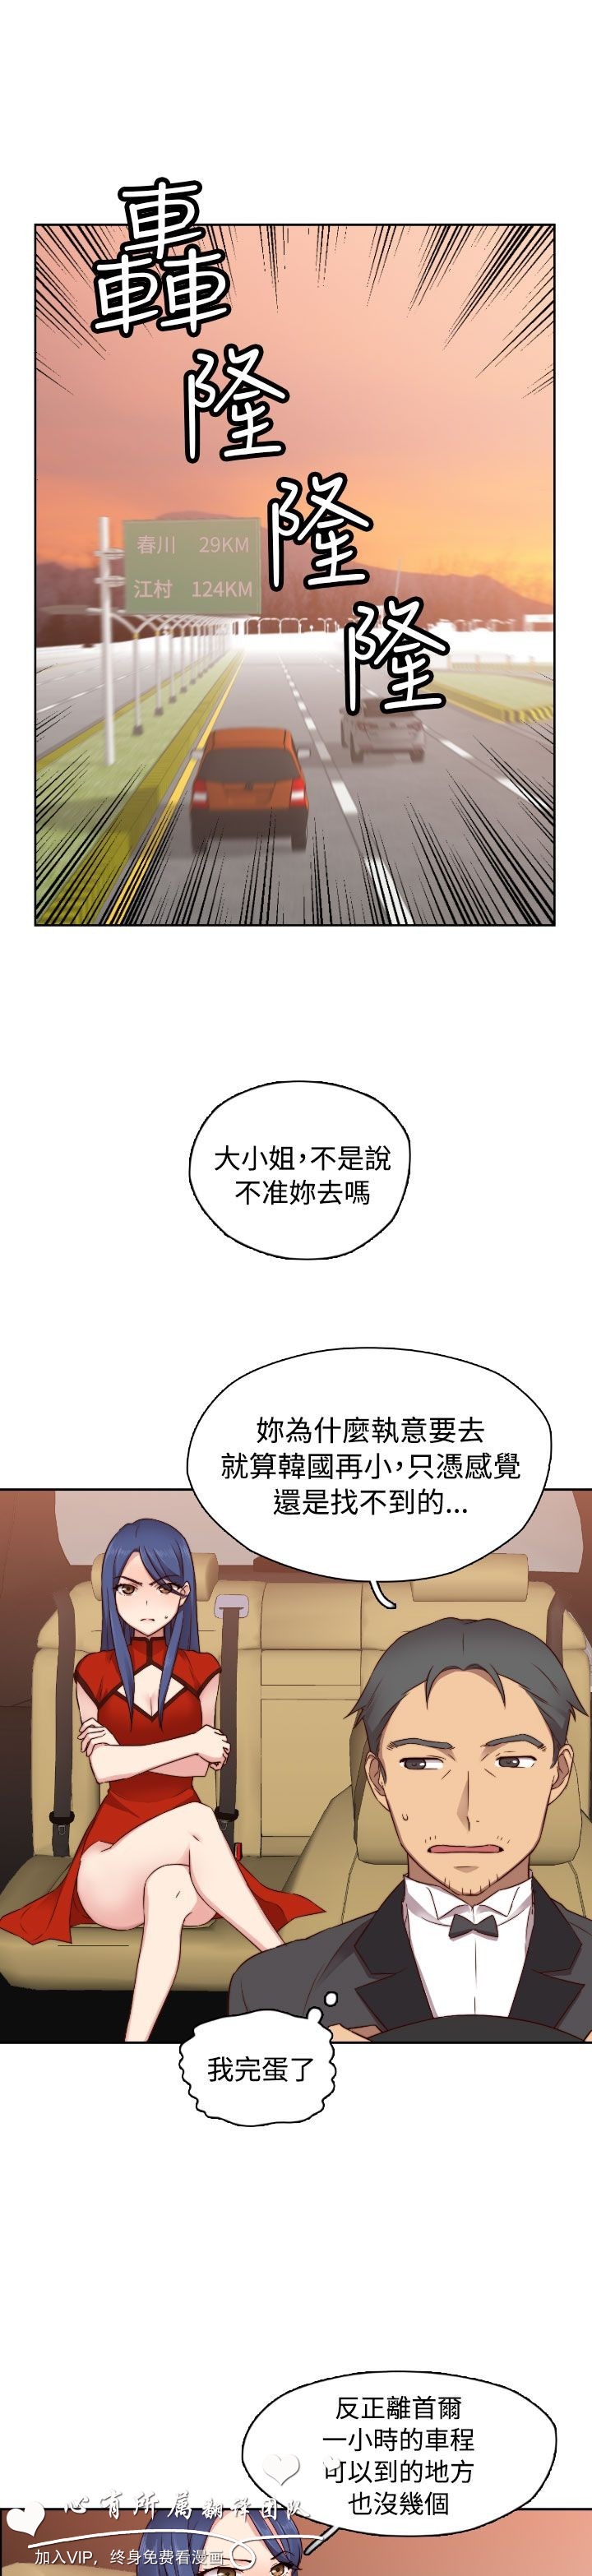 轟
隆
隆
隆
春川 29KM
江村 124KM
大小姐，不是說
不准妳去嗎
妳為什麼執意要去
就算韓國再小，只憑感覺
還是找不到的...
我完蛋了
反正離首爾
一小時的車程
可以到的地方
也沒幾個
心有所属翻译团队
加入VIP，终身免费看漫画